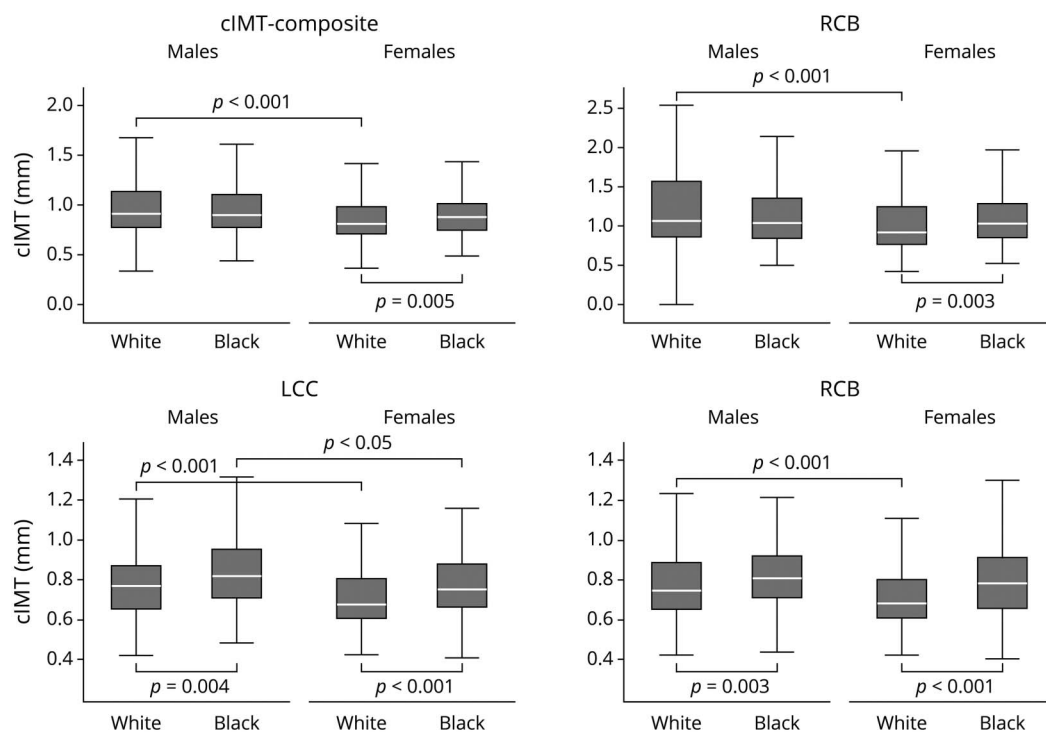 cIMT-composite
Males Females
p < 0.001
2.0
1.5
1.0
0.5
0.0
cIMT (mm)
p = 0.005
White Black White Black
RCB
Males Females
p < 0.001
2.5
2.0
1.5
1.0
0.5
0.0
p = 0.003
White Black White Black
LCC
Males Females
p < 0.05
p < 0.001
1.4
1.2
1.0
0.8
0.6
0.4
cIMT (mm)
p = 0.004 p < 0.001
White Black White Black
RCB
Males Females
p < 0.001
1.4
1.2
1.0
0.8
0.6
0.4
p = 0.003 p < 0.001
White Black White Black